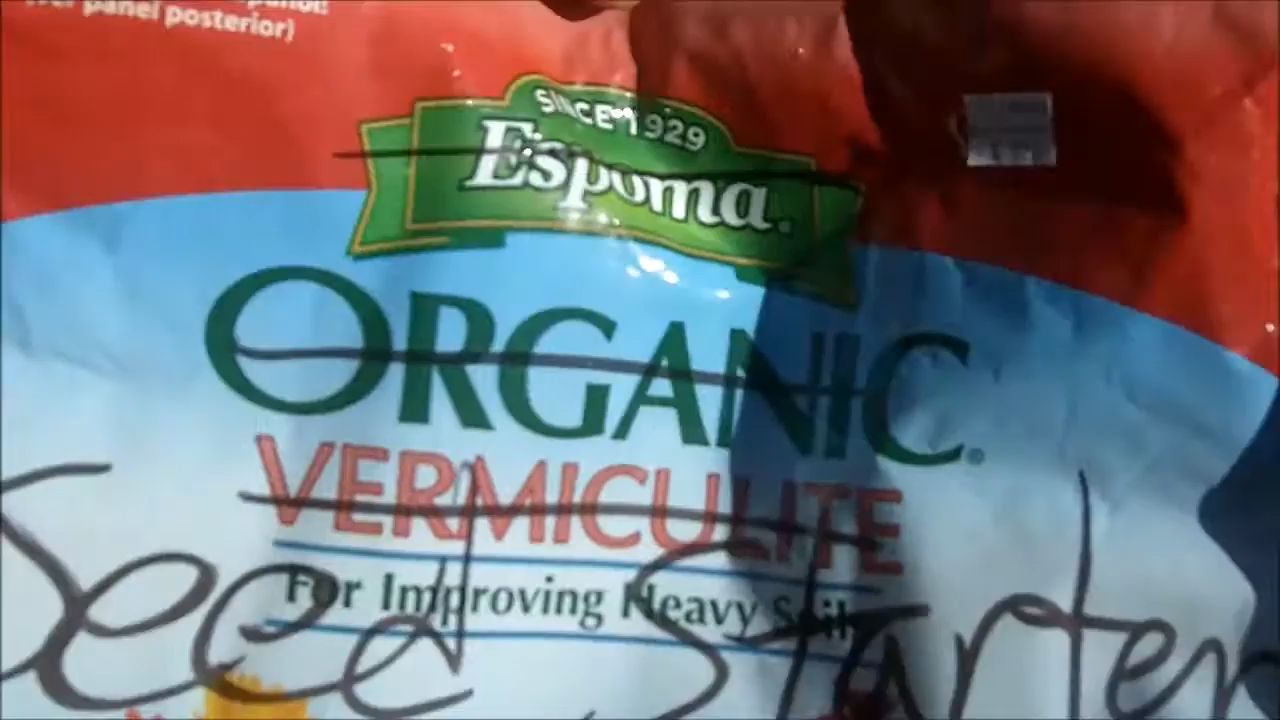 panel posterior)
SINCE 1929
Espoma.
ORGANIC®
VERMICULITE
For Improving Heavy Soil
Seed Starter